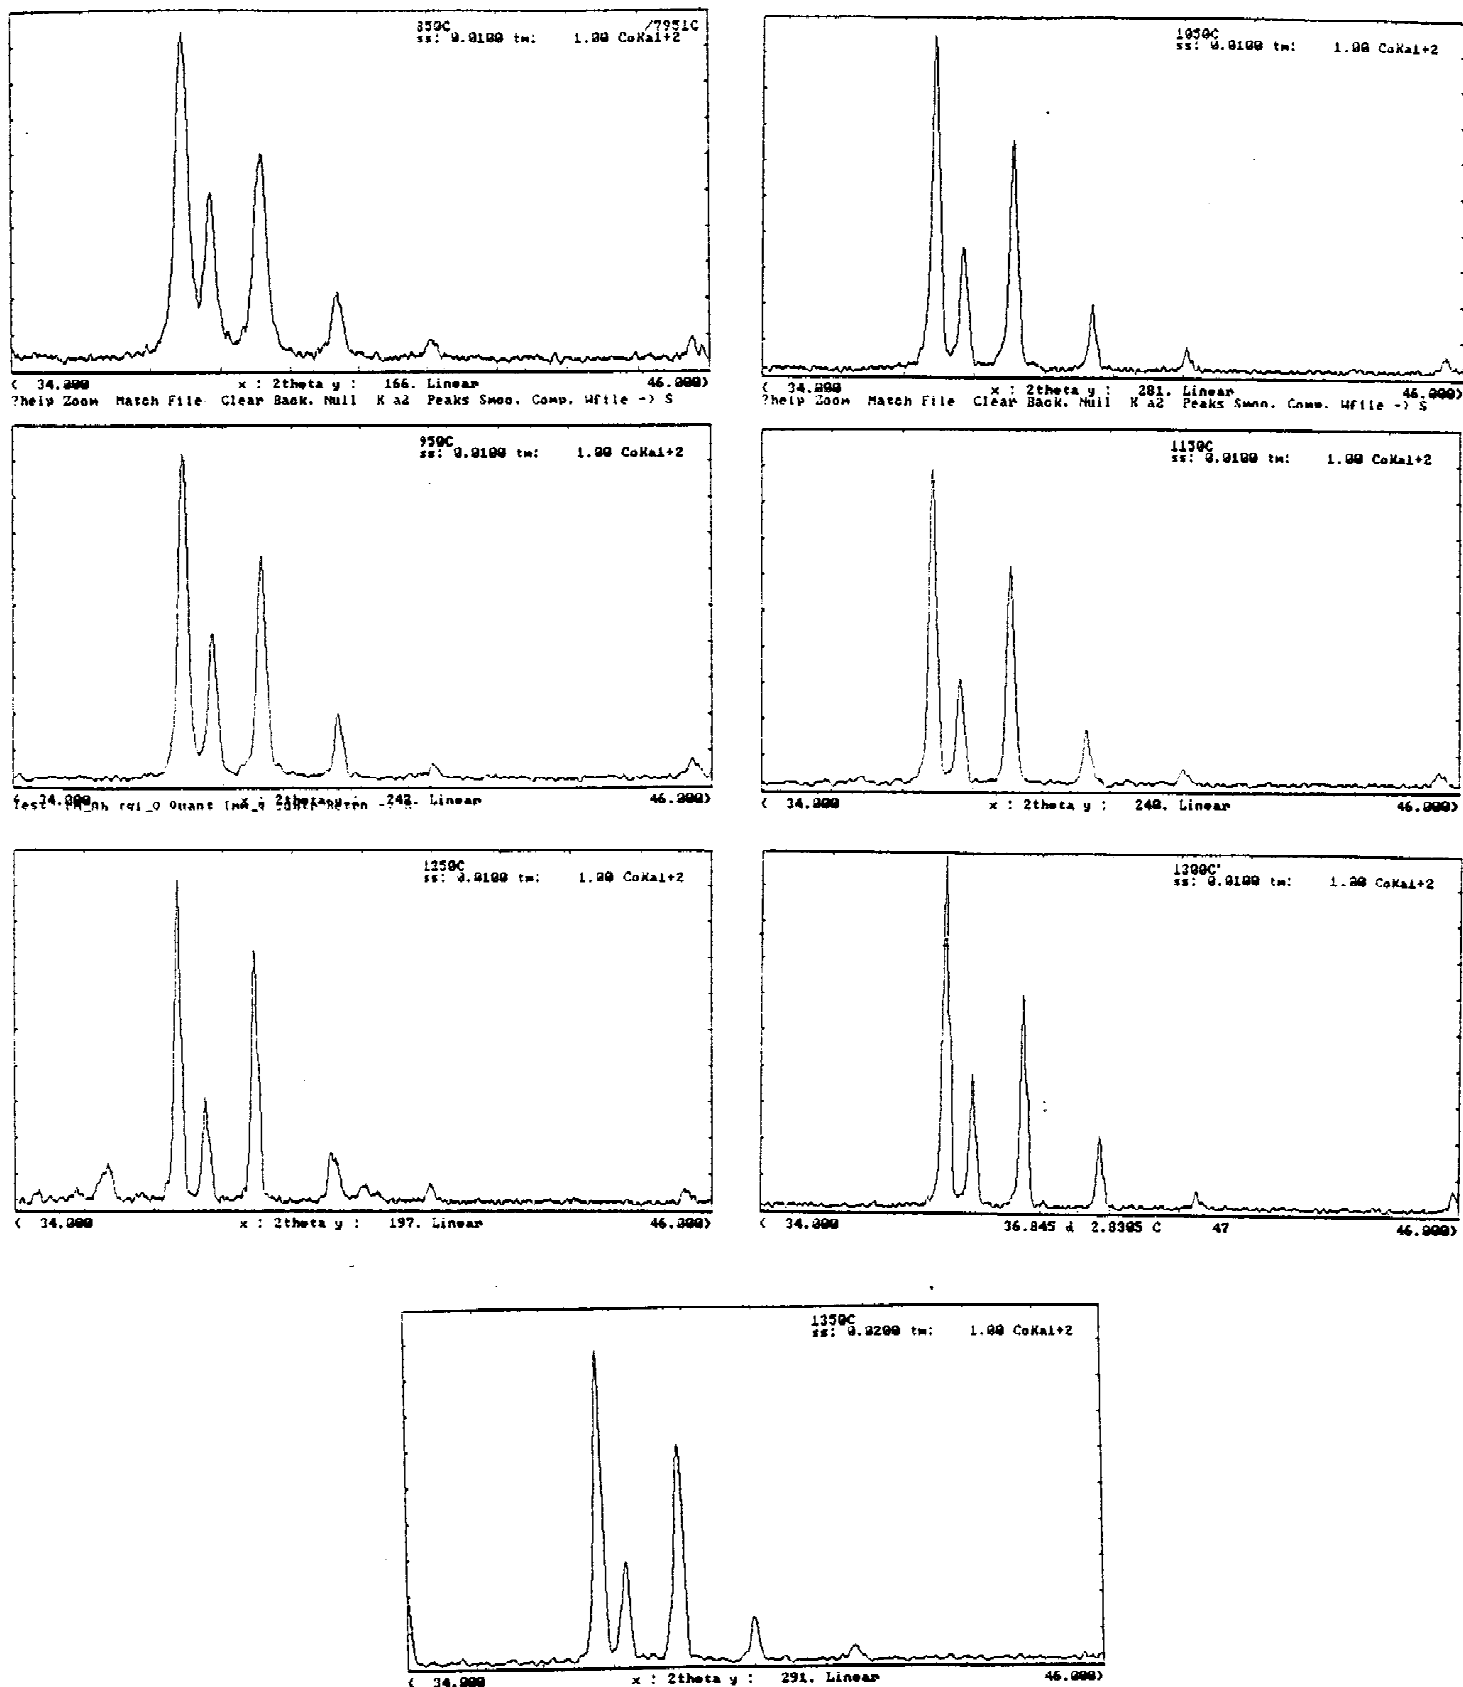 850C /7951C
ss: 0.0100 tm: 1.00 CoKa1+2
< 34.000 x : 2theta y : 166. Linear 46.000>
?help Zoom Match File Clear Back. Null K a2 Peaks Smoo. Comp. Wfile -> S
1050C
ss: 0.0100 tm: 1.00 CoKa1+2
< 34.000 x : 2theta y : 281. Linear 46.000>
?help Zoom Match File Clear Back. Null K a2 Peaks Smoo. Comp. Wfile -> S
950C
ss: 0.0100 tm: 1.00 CoKa1+2
< 34.000 x : 2theta y : 242. Linear 46.000>
1150C
ss: 0.0100 tm: 1.00 CoKa1+2
< 34.000 x : 2theta y : 240. Linear 46.000>
1250C
ss: 0.0100 tm: 1.00 CoKa1+2
< 34.000 x : 2theta y : 197. Linear 46.000>
1300C
ss: 0.0100 tm: 1.00 CoKa1+2
< 34.000 36.845 d 2.8305 C 47 46.000>
1350C
ss: 0.0200 tm: 1.00 CoKa1+2
< 34.000 x : 2theta y : 291. Linear 46.000>